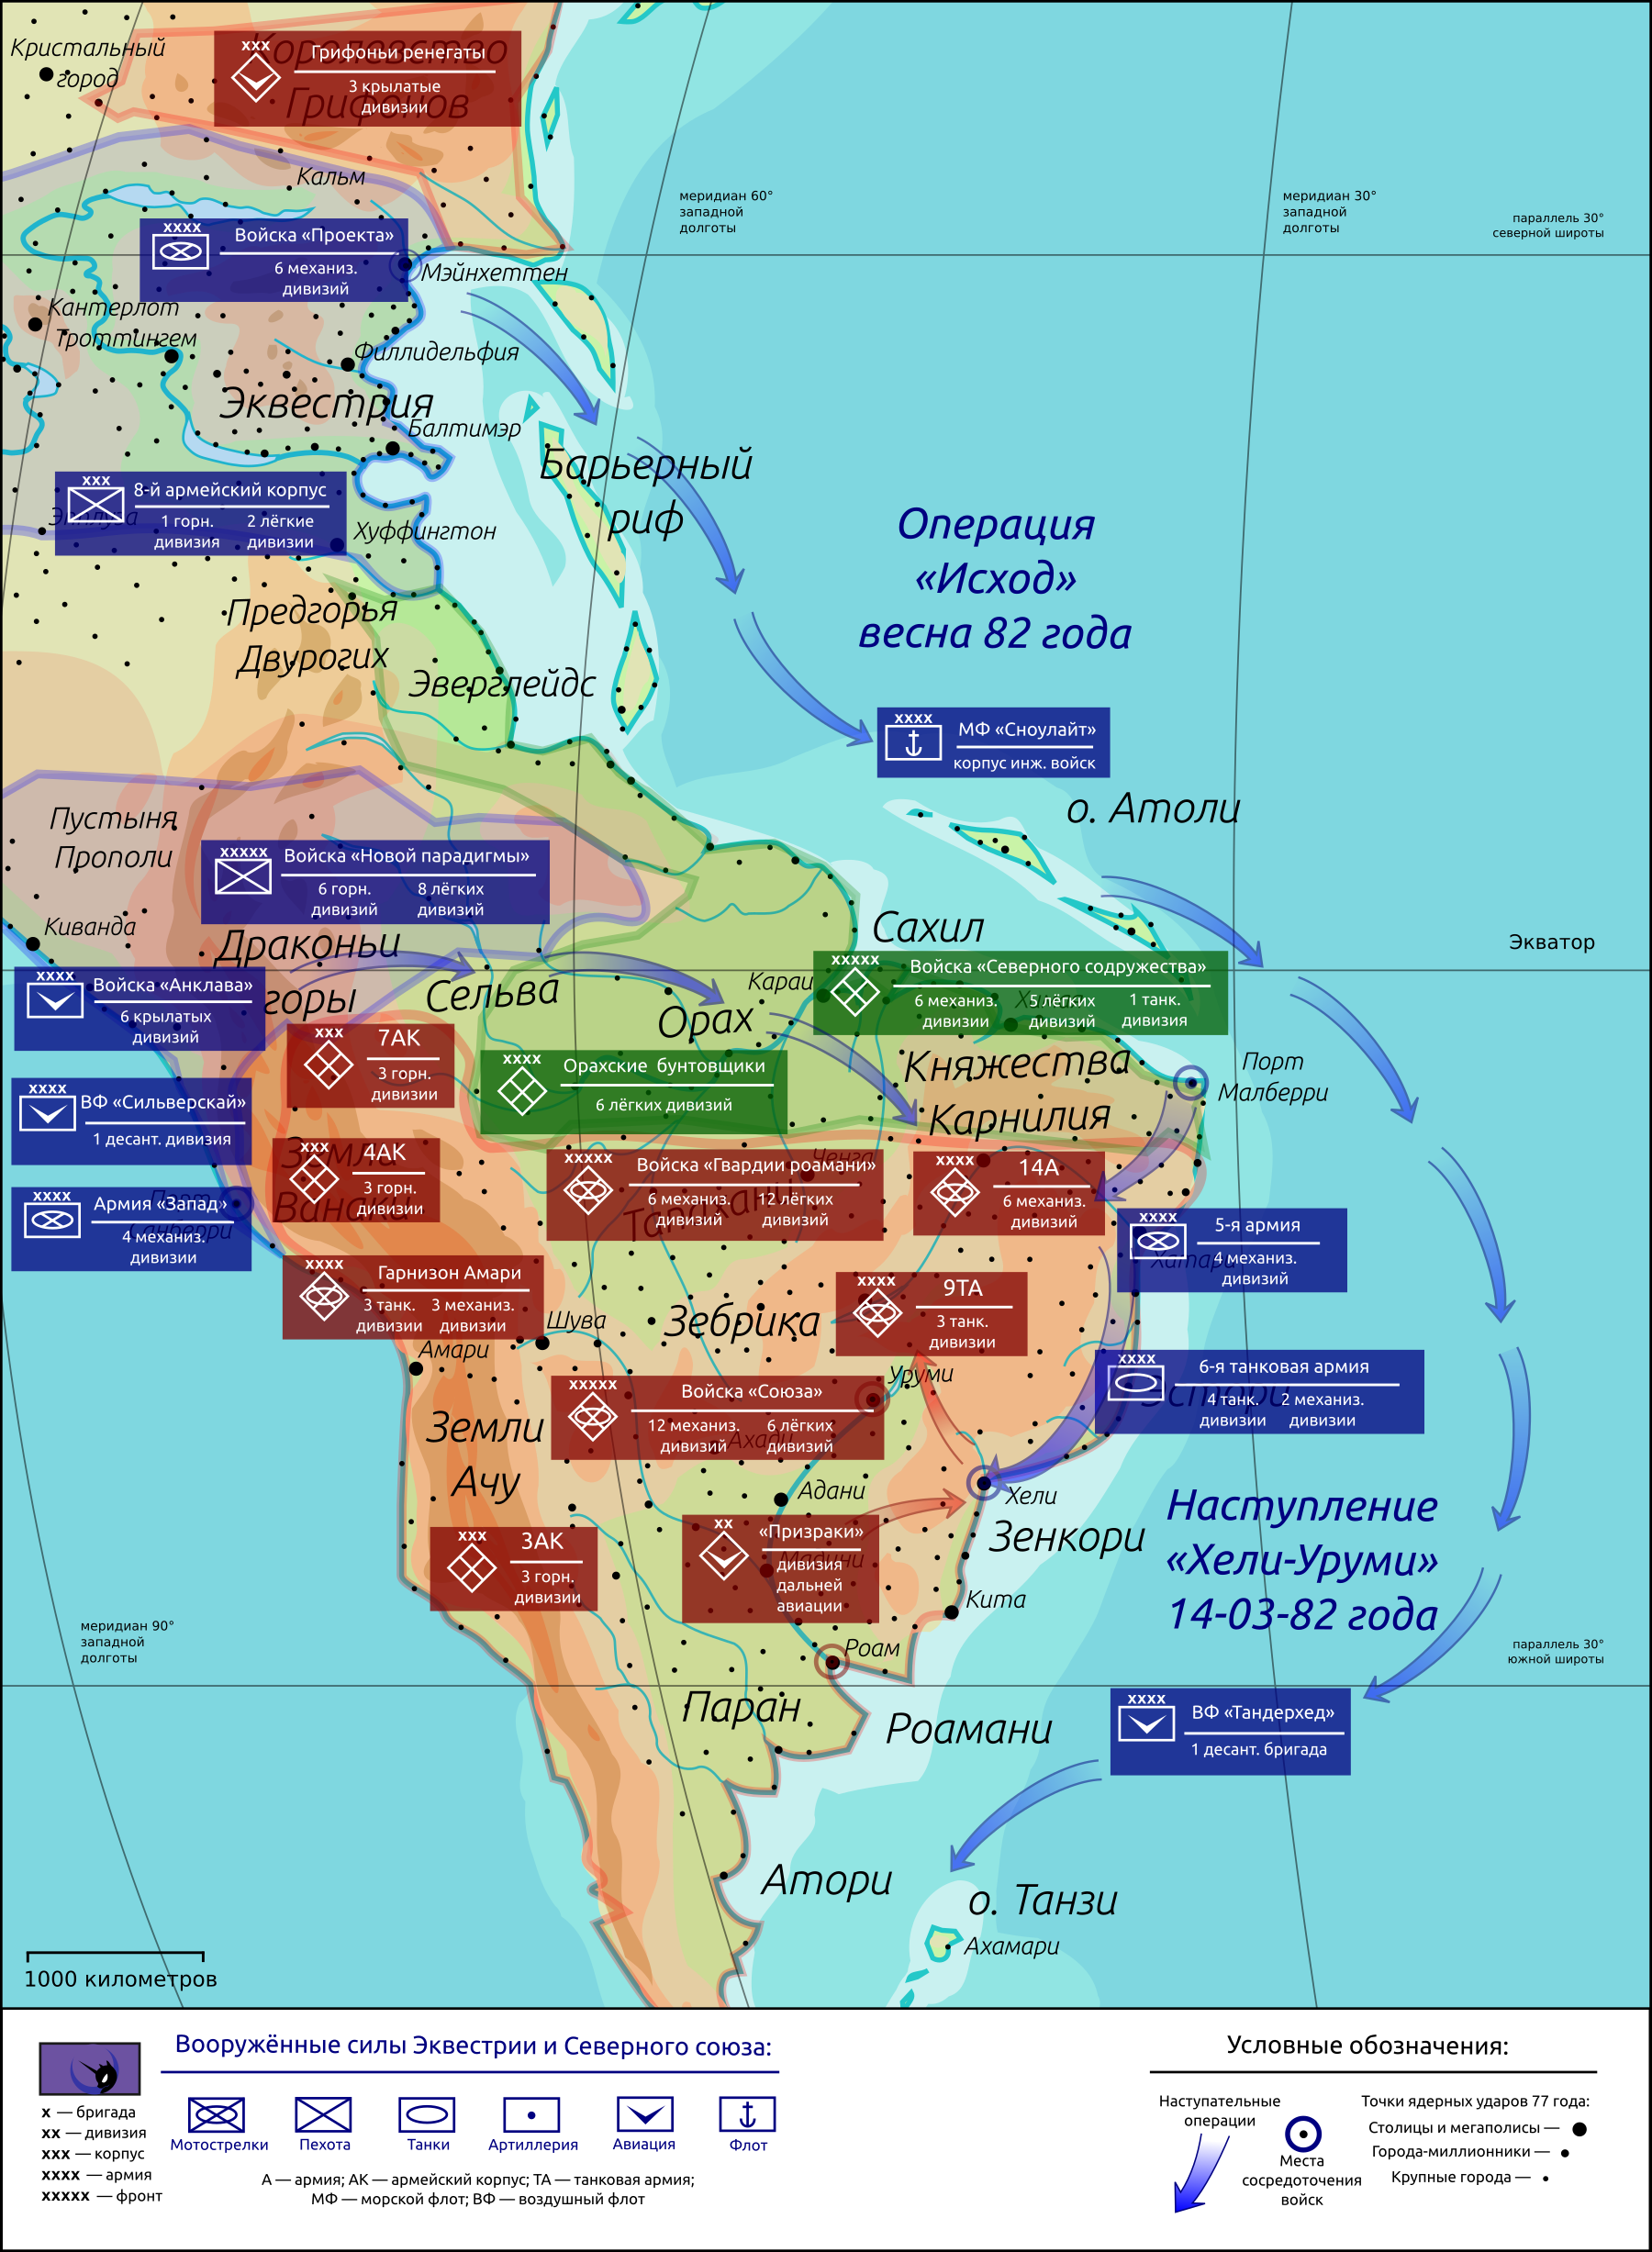 Кристальный
город
Королевство
Грифонов
xxx
Грифоньи ренегаты
3 крылатые
дивизии
Кальм
меридиан 60°
западной
долготы
меридиан 30°
западной
долготы
параллель 30°
северной широты
xxxx
Войска «Проекта»
6 механиз.
дивизий
Мэйнхеттен
Кантерлот
Троттингем
Филлидельфия
Эквестрия
Балтимэр
Барьерный
риф
xxx
8-й армейский корпус
1 горн.
дивизия
2 лёгкие
дивизии
Хуффингтон
Операция
«Исход»
весна 82 года
Предгорья
Двурогих
Эверглейдс
xxxx
МФ «Сноулайт»
корпус инж. войск
о. Атоли
Пустыня
Прополи
xxxxx
Войска «Новой парадигмы»
6 горн.
дивизий
8 лёгких
дивизий
Киванда
Драконьи
горы
Сахил
Экватор
Сельва
Караи
Орах
xxxxx
Войска «Северного содружества»
6 механиз.
дивизии
5 лёгких
дивизий
1 танк.
дивизия
xxxx
Войска «Анклава»
6 крылатых
дивизий
xxx
7АК
3 горн.
дивизии
xxxx
Орахские бунтовщики
6 лёгких дивизий
Княжества
Карнилия
Порт
Малберри
xxxx
ВФ «Сильверскай»
1 десант. дивизия
Земли
Ванаки
xxx
4АК
3 горн.
дивизии
Ченга
xxxxx
Войска «Гвардии роамани»
6 механиз.
дивизий
12 лёгких
дивизий
xxxx
14А
6 механиз.
дивизий
Порт
Санберри
xxxx
Армия «Запад»
4 механиз.
дивизии
xxxx
5-я армия
4 механиз.
дивизий
Хатари
xxxx
Гарнизон Амари
3 танк.
дивизии
3 механиз.
дивизии
xxxx
9ТА
3 танк.
дивизии
Шува
Зебрика
Амари
Уруми
xxxx
6-я танковая армия
4 танк.
дивизии
2 механиз.
дивизии
xxxxx
Войска «Союза»
12 механиз.
дивизий
6 лёгких
дивизий
Ахади
Земли
Ачу
Адани
Хели
Зенкори
Наступление
«Хели-Уруми»
14-03-82 года
xxx
3АК
3 горн.
дивизии
xx
«Призраки»
дивизия
дальней
авиации
Мадини
Кита
меридиан 90°
западной
долготы
Роам
параллель 30°
южной широты
Паран
Роамани
xxxx
ВФ «Тандерхед»
1 десант. бригада
Атори
о. Танзи
Ахамари
1000 километров
Вооружённые силы Эквестрии и Северного союза:
x — бригада
xx — дивизия
xxx — корпус
xxxx — армия
xxxxx — фронт
Мотострелки
Пехота
Танки
Артиллерия
Авиация
Флот
А — армия; АК — армейский корпус; ТА — танковая армия;
МФ — морской флот; ВФ — воздушный флот
Условные обозначения:
Наступательные
операции
Места
сосредоточения
войск
Точки ядерных ударов 77 года:
Столицы и мегаполисы —
Города-миллионники —
Крупные города —